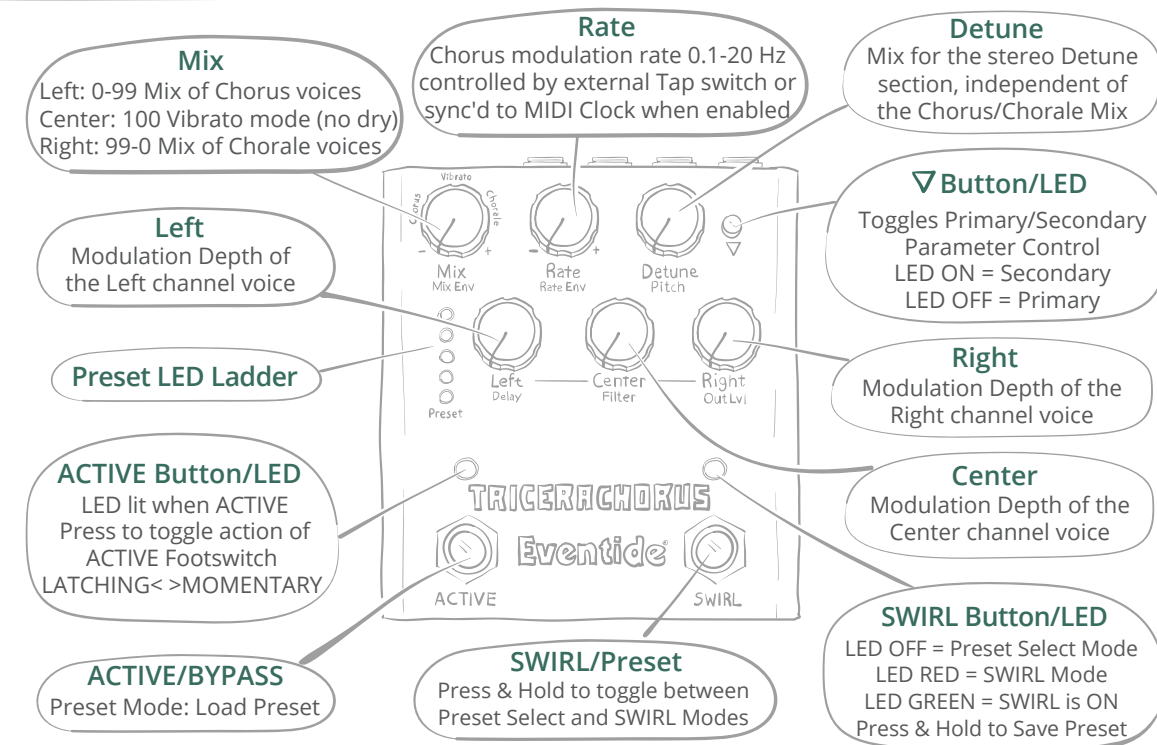 Mix
Left: 0-99 Mix of Chorus voices
Center: 100 Vibrato mode (no dry)
Right: 99-0 Mix of Chorale voices
Rate
Chorus modulation rate 0.1-20 Hz
controlled by external Tap switch or
sync'd to MIDI Clock when enabled
Detune
Mix for the stereo Detune
section, independent of
the Chorus/Chorale Mix
▽Button/LED
Toggles Primary/Secondary
Parameter Control
LED ON = Secondary
LED OFF = Primary
Left
Modulation Depth of
the Left channel voice
Vibrato
Chorus
Chorale
- +
Mix
Mix Env
- +
Rate
Rate Env
Detune
Pitch
▽
Left
Delay
Center
Filter
Right
Out Lvl
Preset
Preset LED Ladder
Right
Modulation Depth of the
Right channel voice
ACTIVE Button/LED
LED lit when ACTIVE
Press to toggle action of
ACTIVE Footswitch
LATCHING< >MOMENTARY
Center
Modulation Depth of the
Center channel voice
TRICERACHORUS
Eventide®
ACTIVE
SWIRL
ACTIVE/BYPASS
Preset Mode: Load Preset
SWIRL/Preset
Press & Hold to toggle between
Preset Select and SWIRL Modes
SWIRL Button/LED
LED OFF = Preset Select Mode
LED RED = SWIRL Mode
LED GREEN = SWIRL is ON
Press & Hold to Save Preset